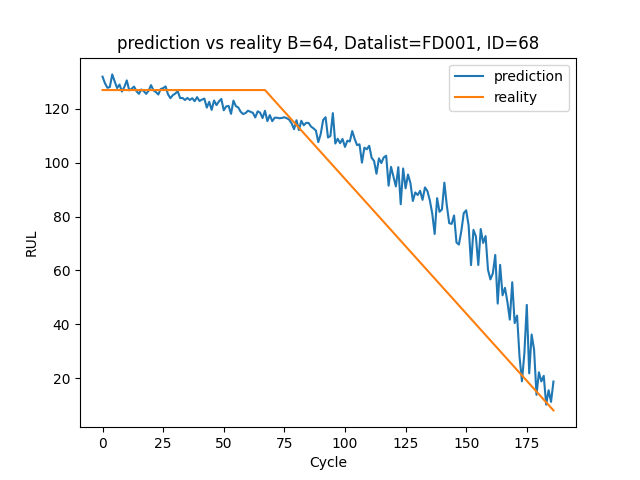 prediction vs reality B=64, Datalist=FD001, ID=68
prediction
reality
120
100
80
60
40
20
RUL
0 25 50 75 100 125 150 175
Cycle